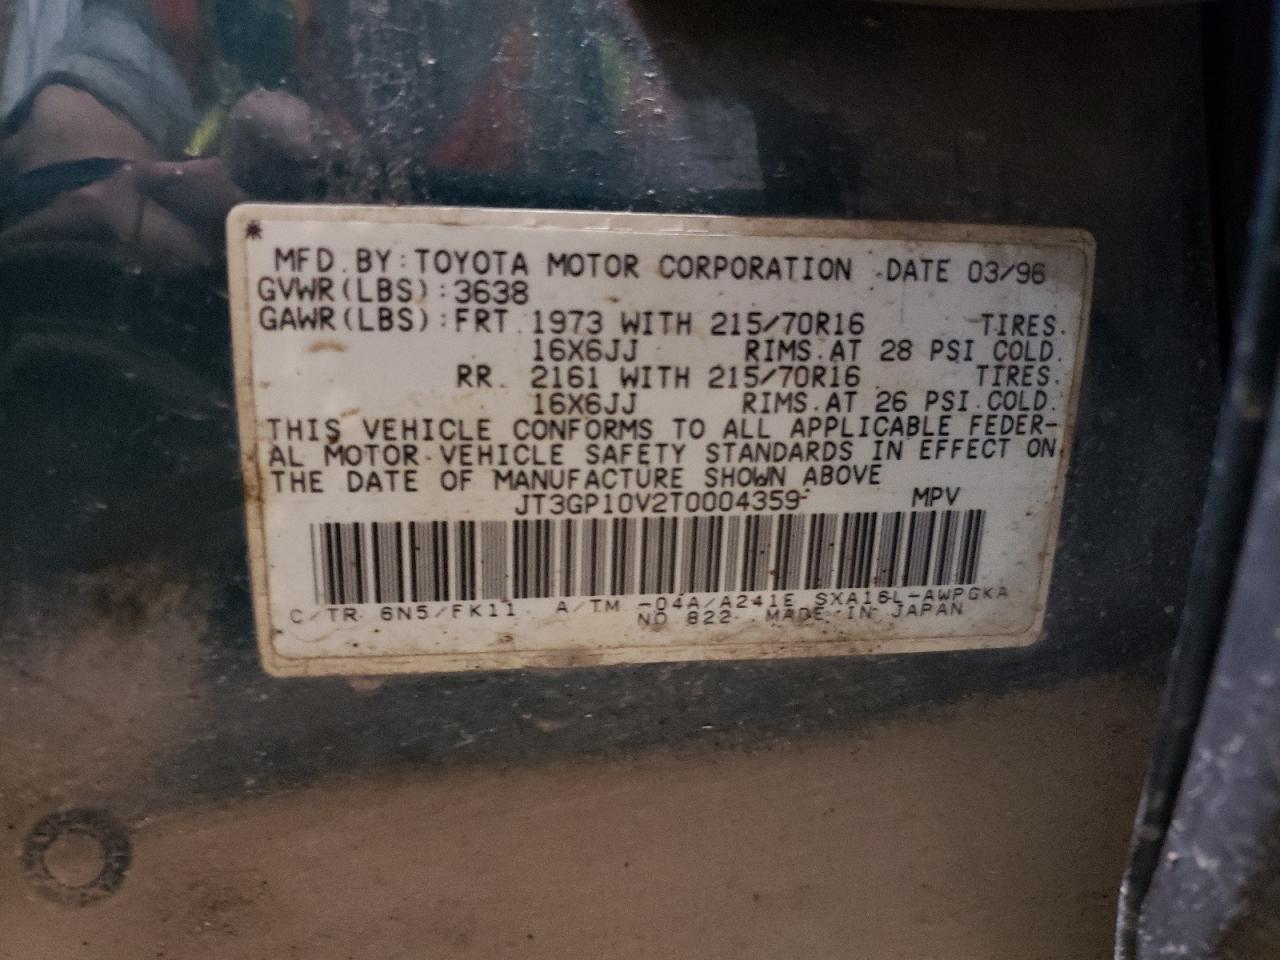 *
MFD. BY: TOYOTA MOTOR CORPORATION DATE 03/96
GVWR(LBS): 3638
GAWR(LBS): FRT. 1973 WITH 215/70R16 TIRES.
16X6JJ RIMS. AT 28 PSI COLD.
RR. 2161 WITH 215/70R16 TIRES.
16X6JJ RIMS. AT 26 PSI. COLD.
THIS VEHICLE CONFORMS TO ALL APPLICABLE FEDER-
AL MOTOR VEHICLE SAFETY STANDARDS IN EFFECT ON
THE DATE OF MANUFACTURE SHOWN ABOVE
JT3GP10V2T0004359 MPV
C/TR 6N5/FK11 A/TM -04A/A241E SXA16L-AWPGKA
NO 822 MADE IN JAPAN